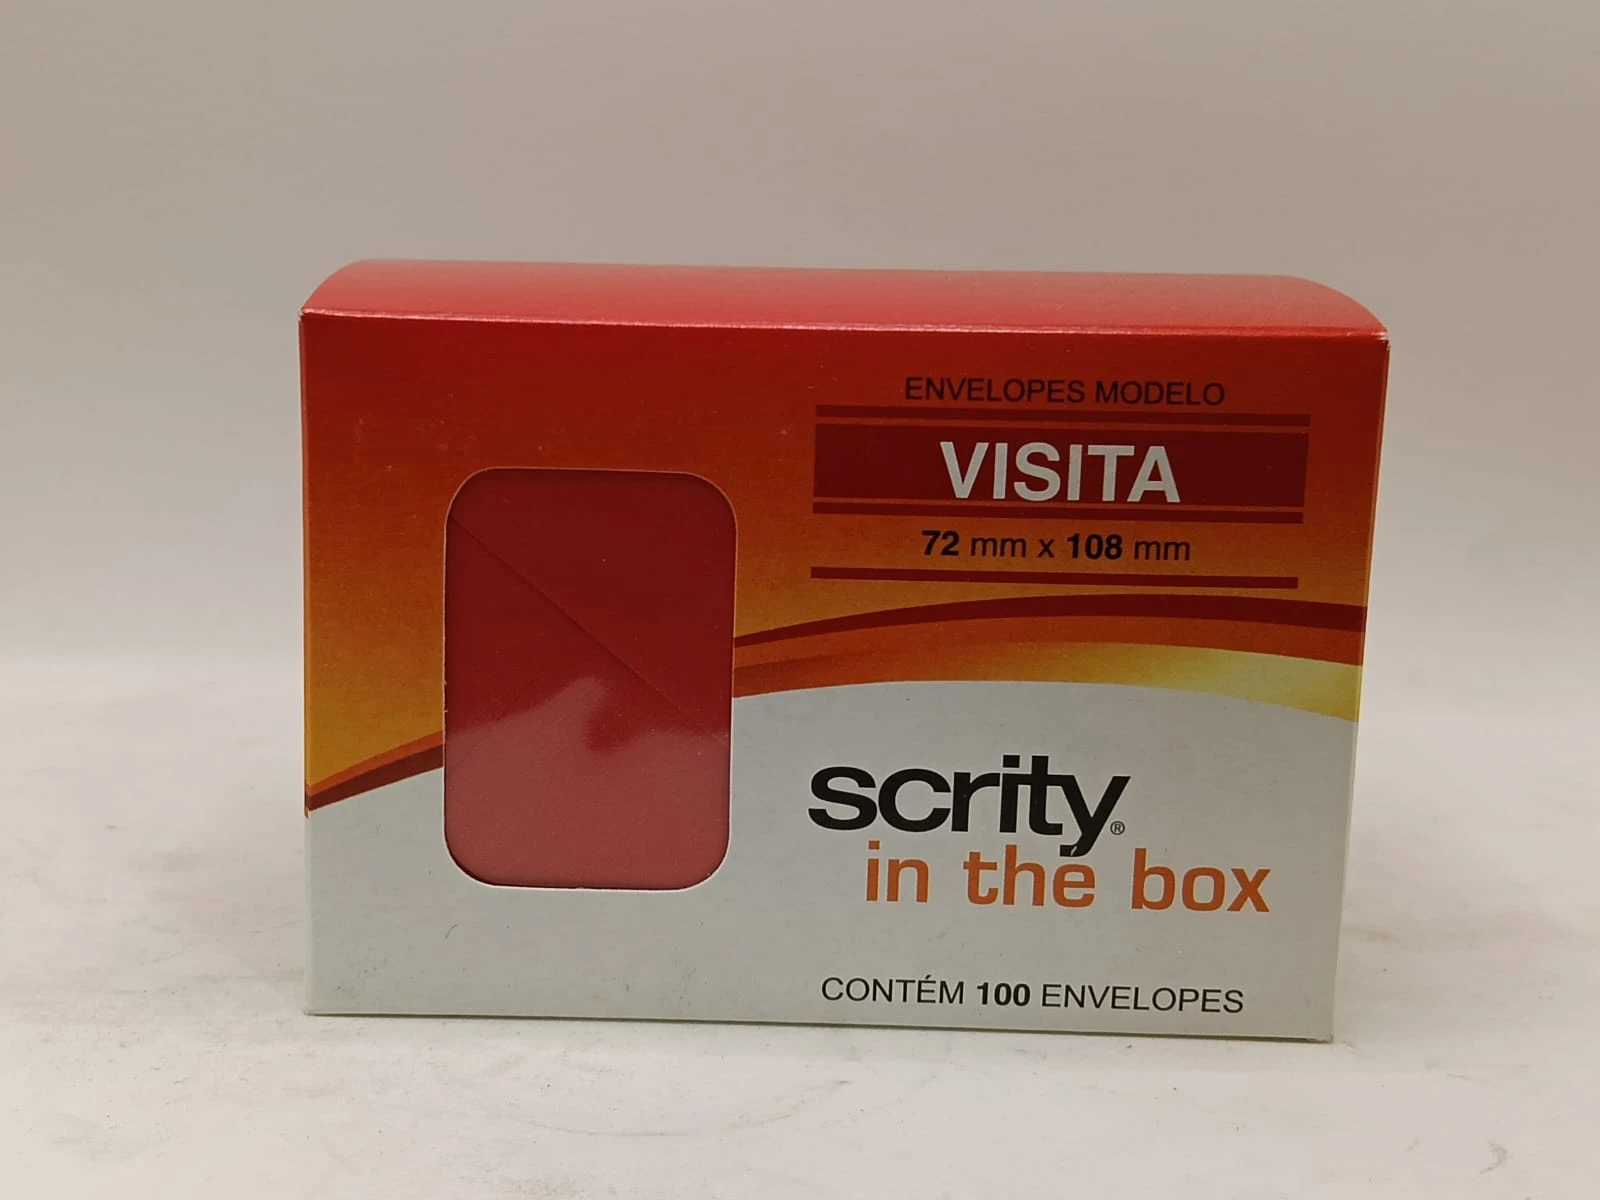 ENVELOPES MODELO
VISITA
72 mm x 108 mm
scrity®
in the box
CONTÉM 100 ENVELOPES